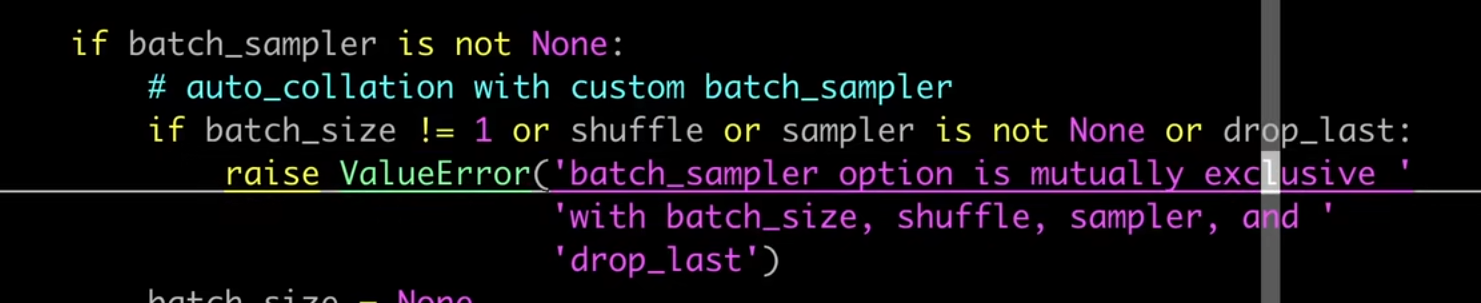 if batch_sampler is not None:
# auto_collation with custom batch_sampler
if batch_size != 1 or shuffle or sampler is not None or drop_last:
raise ValueError('batch_sampler option is mutually exclusive '
'with batch_size, shuffle, sampler, and '
'drop_last')
batch_size = None